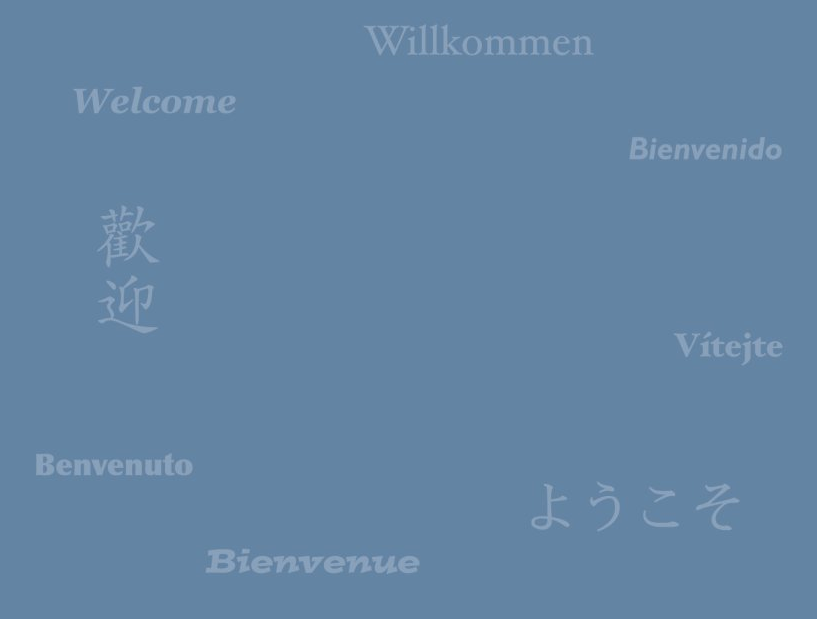 Willkommen
Welcome
Bienvenido
歡
迎
Vítejte
Benvenuto
ようこそ
Bienvenue